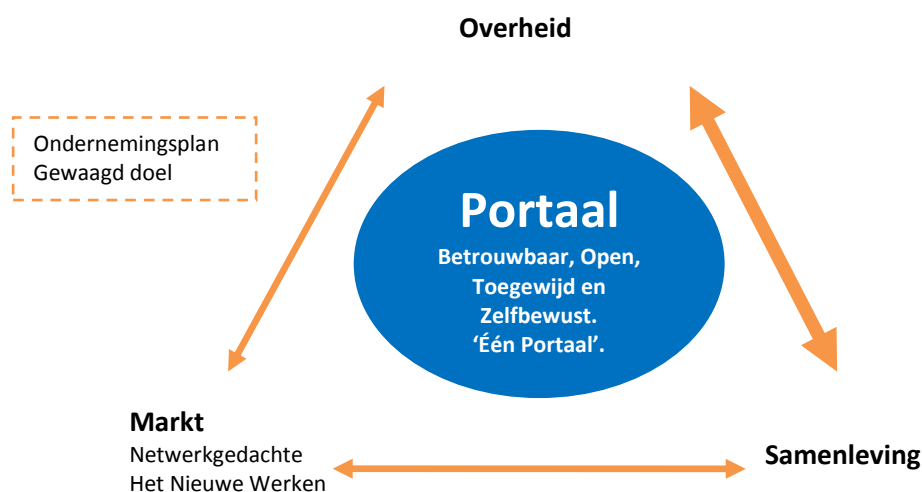 Overheid
Ondernemingsplan
Gewaagd doel
Portaal
Betrouwbaar, Open,
Toegewijd en
Zelfbewust.
‘Één Portaal’.
Markt
Netwerkgedachte
Het Nieuwe Werken
Samenleving